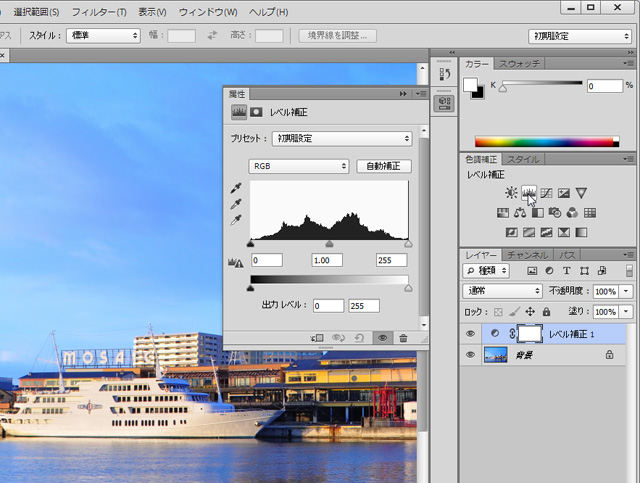 選択範囲(S) フィルター(T) 表示(V) ウィンドウ(W) ヘルプ(H)
スタイル： 標準 幅： 高さ： 境界線を調整... 初期設定
属性
レベル補正
プリセット： 初期設定
RGB 自動補正
0 1.00 255
出力レベル： 0 255
カラー スウォッチ
K 0 %
色調補正 スタイル
レベル補正
レイヤー チャンネル パス
種類
通常 不透明度： 100%
ロック： 塗り： 100%
レベル補正 1
背景
MOSAIC